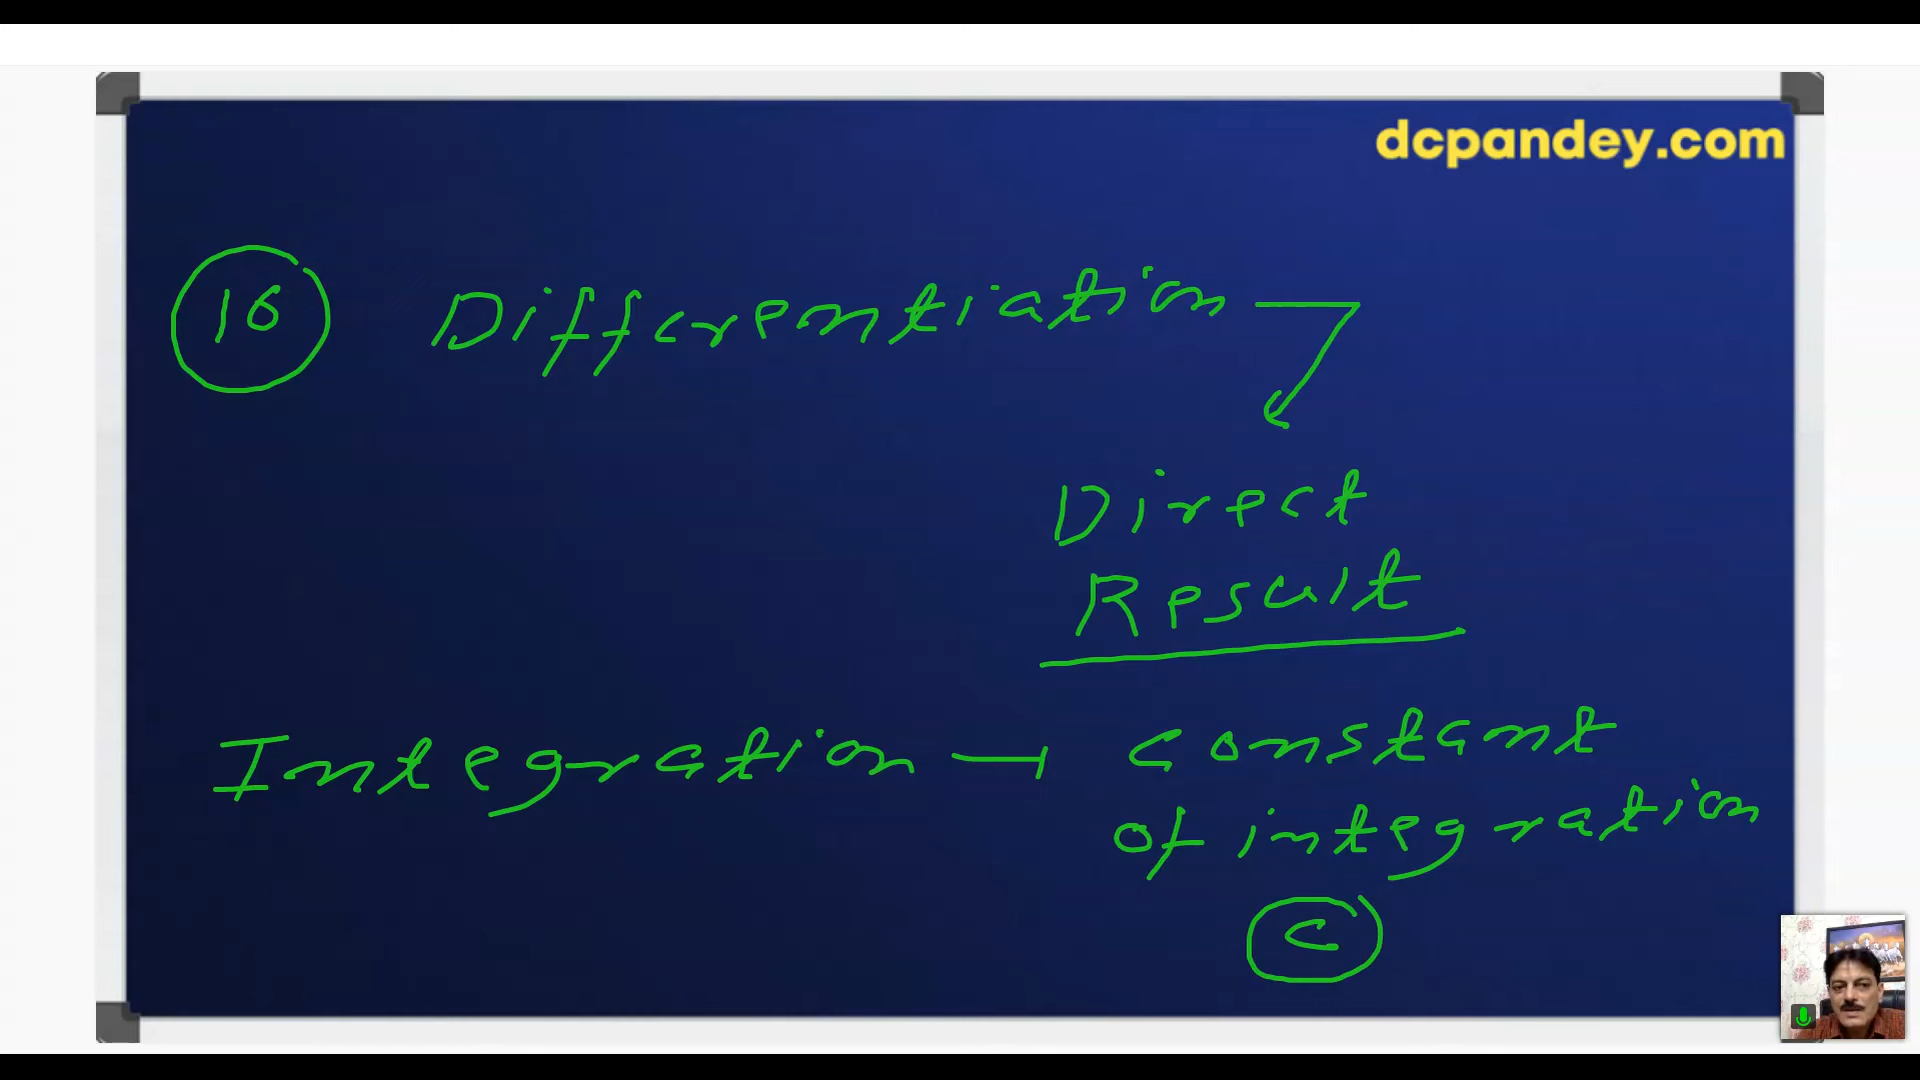 dcpandey.com
16 Differentiation
Direct
Result
Integration → constant
of integration
C